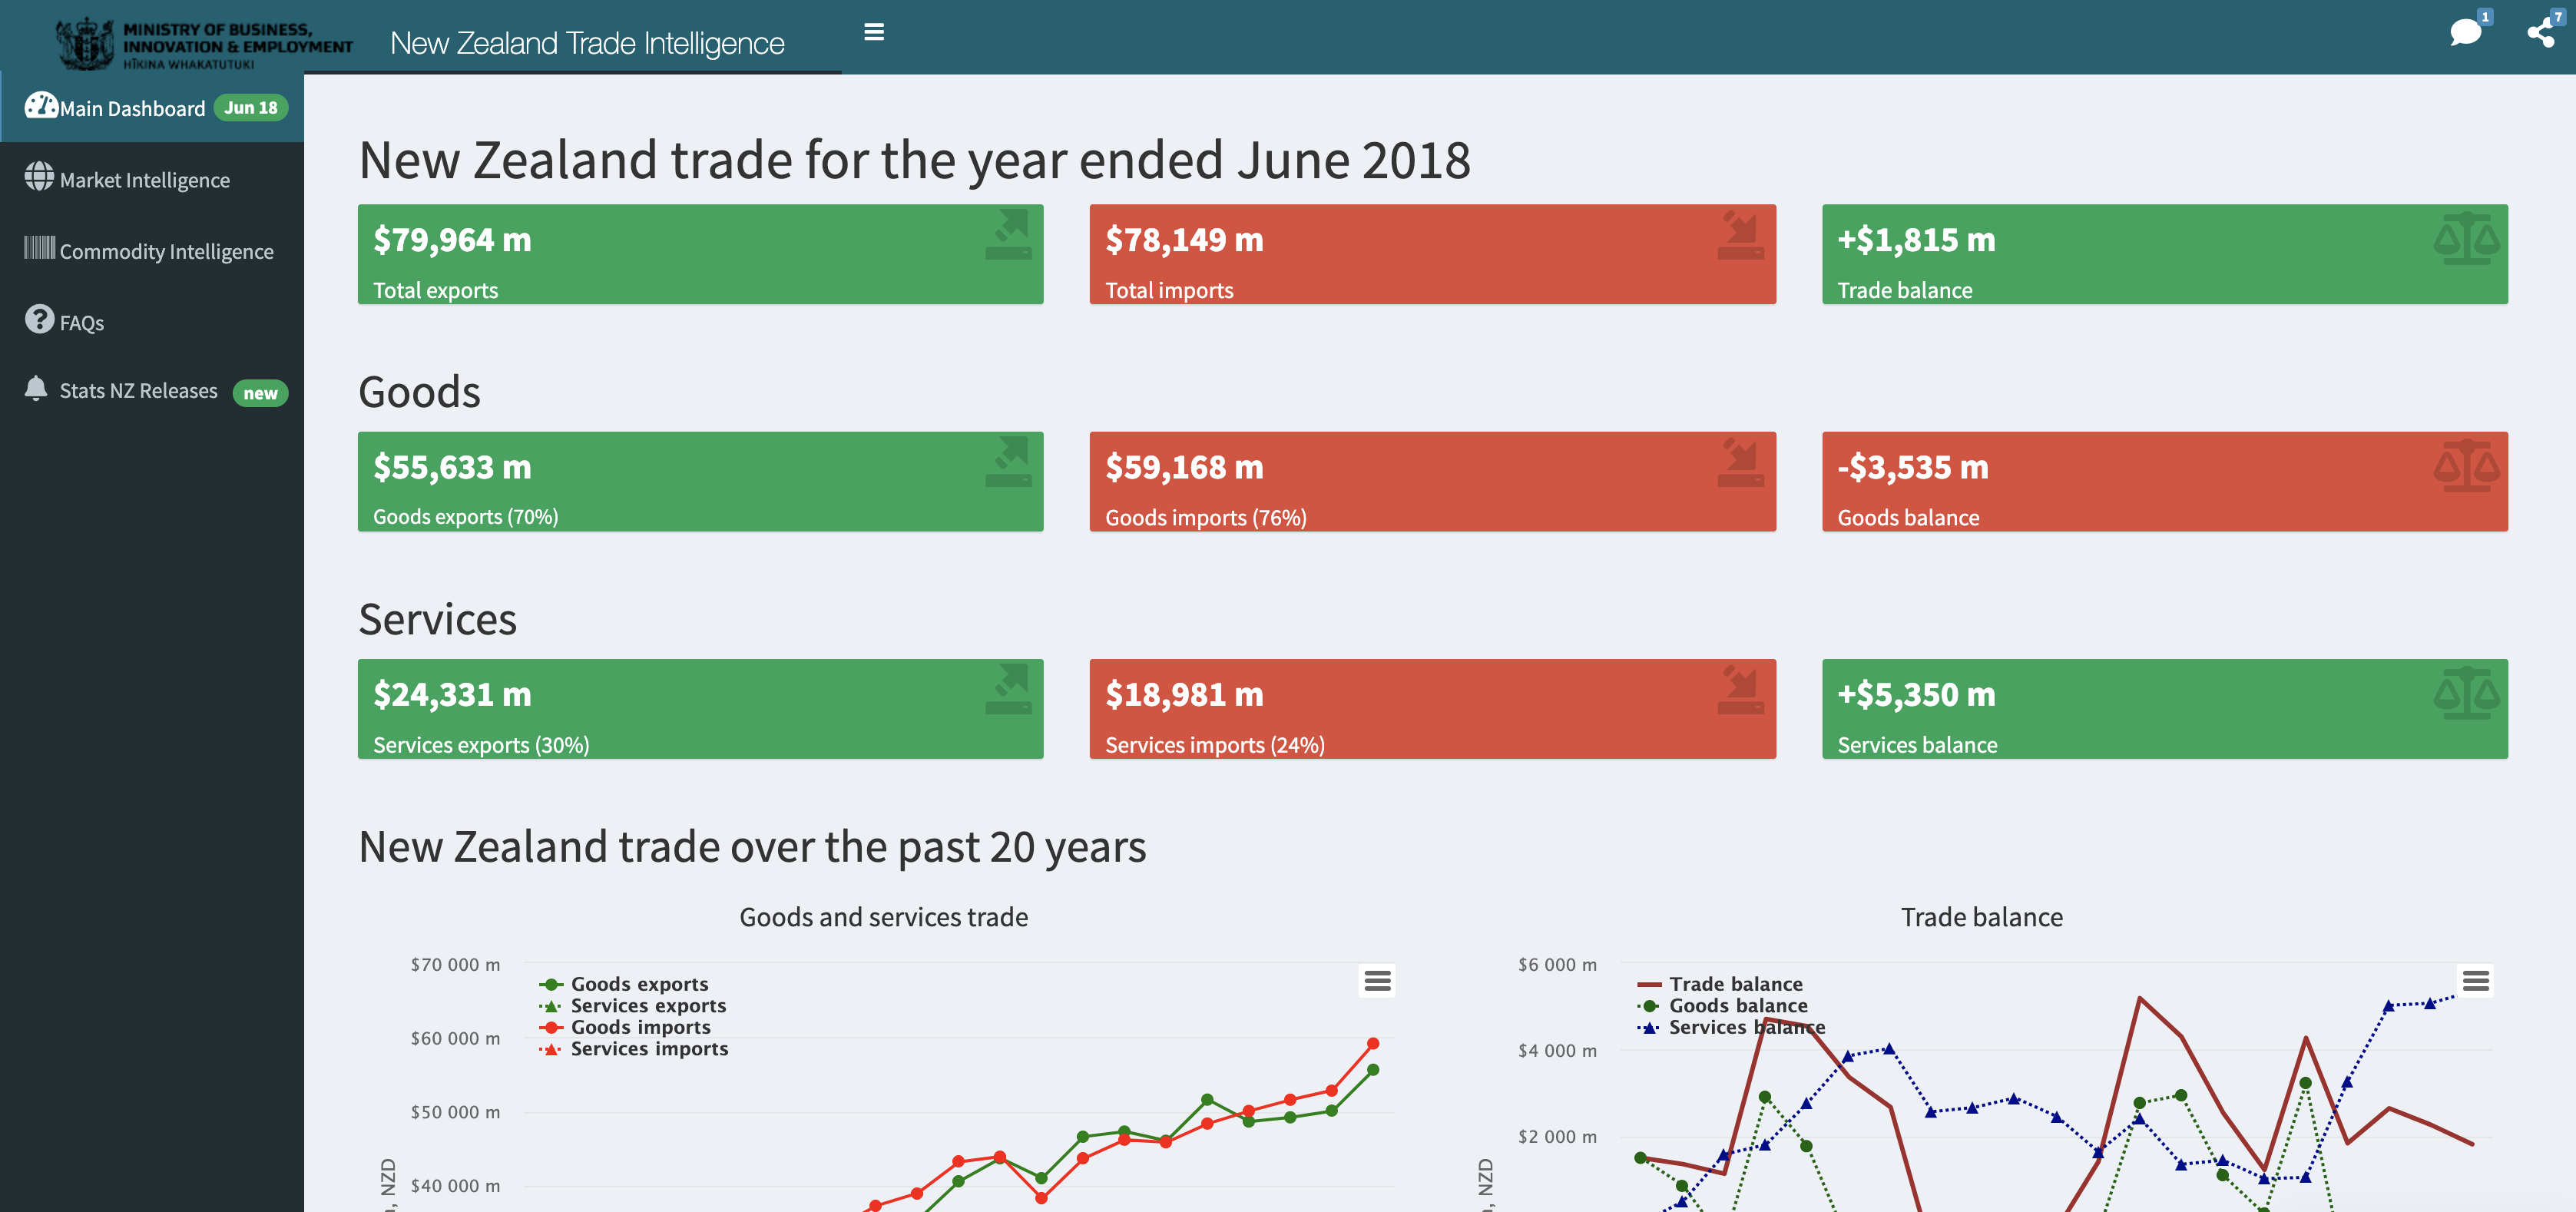 MINISTRY OF BUSINESS,
INNOVATION & EMPLOYMENT
HĪKINA WHAKATUTUKI
New Zealand Trade Intelligence
1
7
Main Dashboard
Jun 18
Market Intelligence
Commodity Intelligence
FAQs
Stats NZ Releases
new
New Zealand trade for the year ended June 2018
$79,964 m
Total exports
$78,149 m
Total imports
+$1,815 m
Trade balance
Goods
$55,633 m
Goods exports (70%)
$59,168 m
Goods imports (76%)
-$3,535 m
Goods balance
Services
$24,331 m
Services exports (30%)
$18,981 m
Services imports (24%)
+$5,350 m
Services balance
New Zealand trade over the past 20 years
Goods and services trade
$70 000 m
$60 000 m
$50 000 m
$40 000 m
NZD
Goods exports
Services exports
Goods imports
Services imports
Trade balance
$6 000 m
$4 000 m
$2 000 m
NZD
Trade balance
Goods balance
Services balance